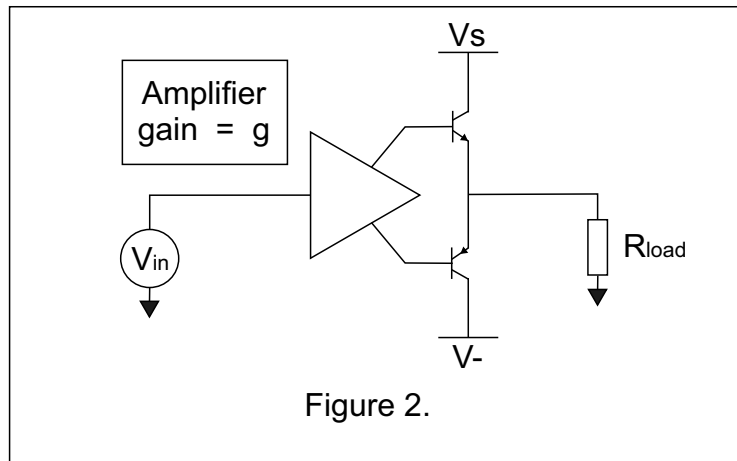 Vs
Amplifier
gain = g
Vin
Rload
V-
Figure 2.